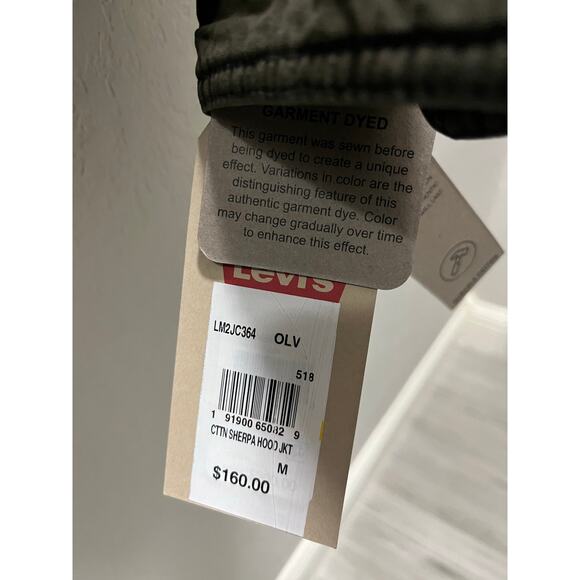 GARMENT DYED
This garment was sewn before
being dyed to create a unique
effect. Variations in color are the
distinguishing feature of this
authentic garment dye. Color
may change gradually over time
to enhance this effect.
Levi's
LM2JC364 OLV
518
1 91900 65082 9
CTTN SHERPA HOOD JKT
M
$160.00